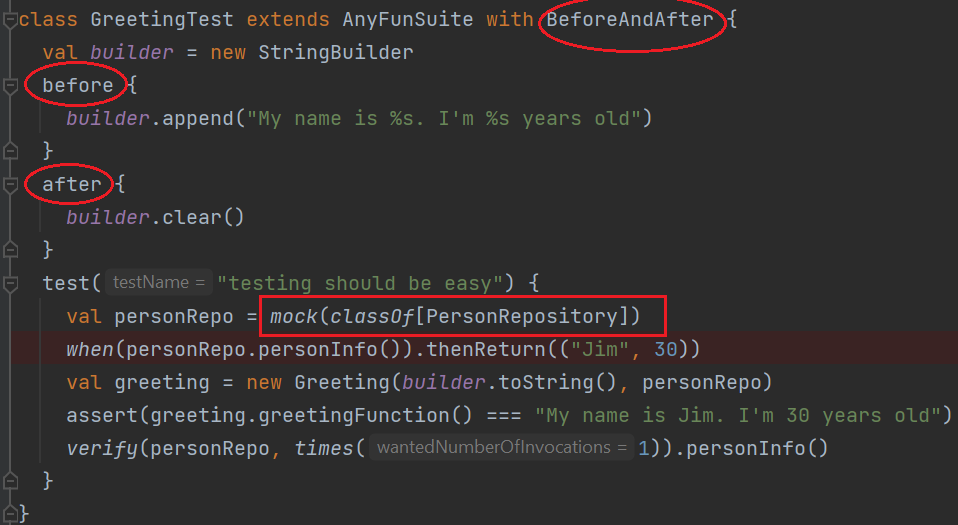 class GreetingTest extends AnyFunSuite with BeforeAndAfter {
val builder = new StringBuilder
before {
builder.append("My name is %s. I'm %s years old")
}
after {
builder.clear()
}
test( testName = "testing should be easy") {
val personRepo = mock(classOf[PersonRepository])
when(personRepo.personInfo()).thenReturn(("Jim", 30))
val greeting = new Greeting(builder.toString(), personRepo)
assert(greeting.greetingFunction() === "My name is Jim. I'm 30 years old")
verify(personRepo, times( wantedNumberOfInvocations = 1)).personInfo()
}
}